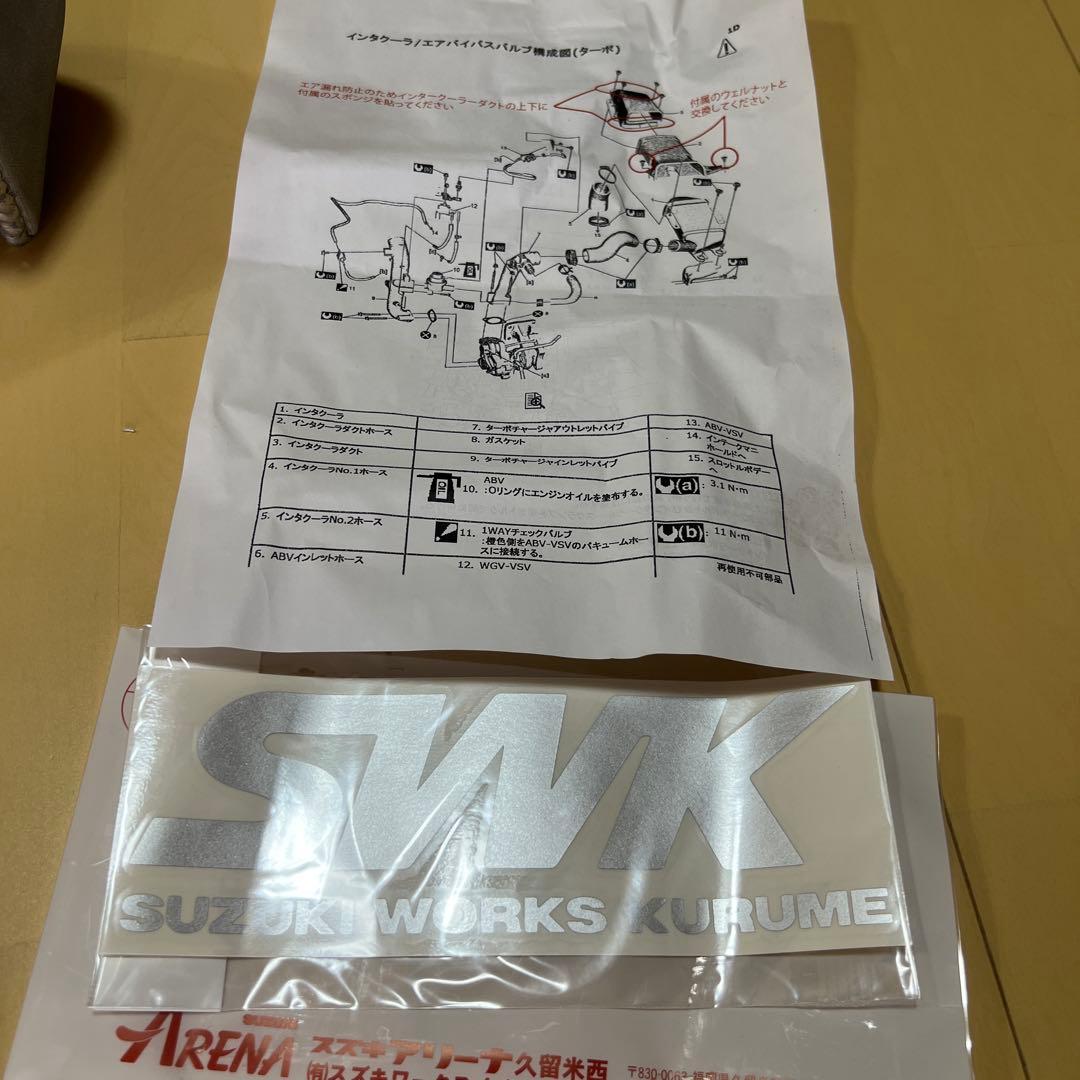 インタクーラ/エアバイパスバルブ構成図(ターボ)
1D
エア漏れ防止のためインタークーラーダクトの上下に
付属のスポンジを貼ってください
付属のウェルナットと
交換してください
1. インタクーラ
2. インタクーラダクトホース
3. インタクーラダクト
4. インタクーラNo.1ホース
5. インタクーラNo.2ホース
6. ABVインレットホース
7. ターボチャージャアウトレットパイプ
8. ガスケット
9. ターボチャージャインレットパイプ
OIL
10. ABV
:Oリングにエンジンオイルを塗布する。
11. 1WAYチェックバルブ
:橙色側をABV-VSVのバキュームホー
スに接続する。
12. WGV-VSV
13. ABV-VSV
14. インテークマニ
ホールドへ
15. スロットルボデー
へ
(a) : 3.1 N・m
(b) : 11 N・m
再使用不可部品
SWK
SUZUKI WORKS KURUME
SUZUKI
ARENA
スズキアリーナ久留米西
〒830-0063